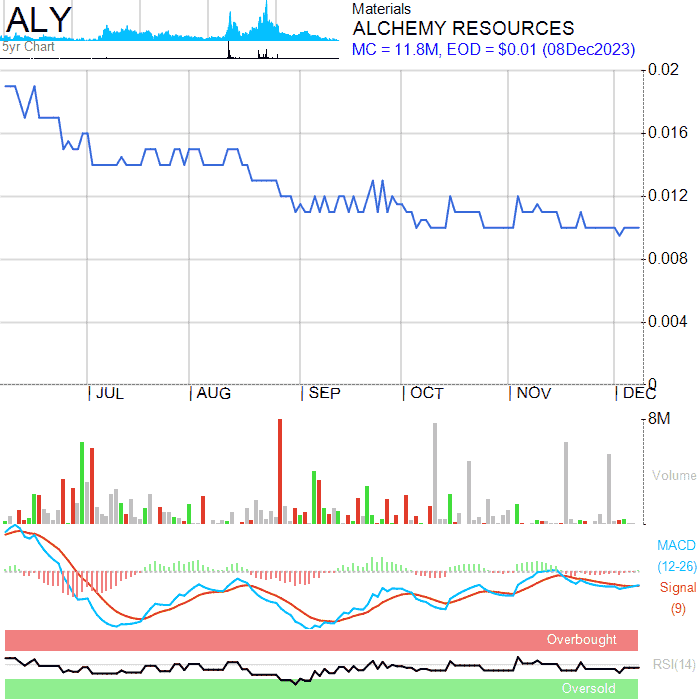 ALY
5yr Chart
Materials
ALCHEMY RESOURCES
MC = 11.8M, EOD = $0.01 (08Dec2023)
0.02
0.016
0.012
0.008
0.004
0
JUL AUG SEP OCT NOV DEC
8M
Volume
MACD
(12-26)
Signal
(9)
Overbought
RSI(14)
Oversold